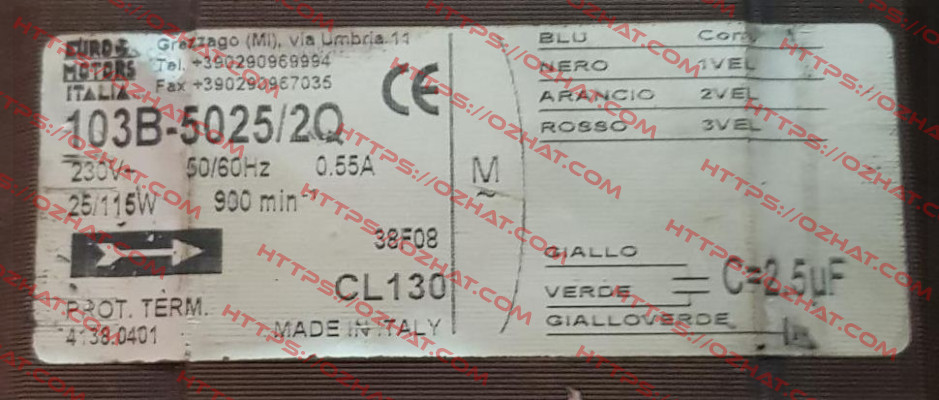 EURO
MOTORS
ITALIA
Grezzago (MI), via Umbria 11
Tel. +390290969994
Fax +390290967035
CE
103B-5025/2Q
230V~ 50/60Hz 0.55A
25/115W 900 min⁻¹
38F08
CL130
PROT. TERM.
4138.0401
MADE IN ITALY
M
~
BLU Com
NERO 1VEL
ARANCIO 2VEL
ROSSO 3VEL
GIALLO
VERDE
C=2.5uF
GIALLOVERDE
HTTPS://OZHAT.COM